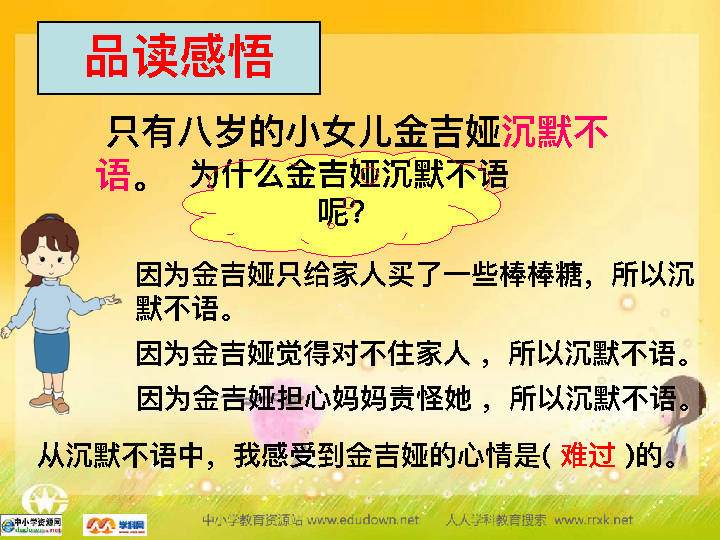 品读感悟
只有八岁的小女儿金吉娅沉默不
语。
为什么金吉娅沉默不语
呢？
因为金吉娅只给家人买了一些棒棒糖，所以沉
默不语。
因为金吉娅觉得对不住家人，所以沉默不语。
因为金吉娅担心妈妈责怪她，所以沉默不语。
从沉默不语中，我感受到金吉娅的心情是( 难过 )的。
中小学资源网
学科网
中小学教育资源站 www.edudown.net 人人学科教育搜索 www.rrxk.net